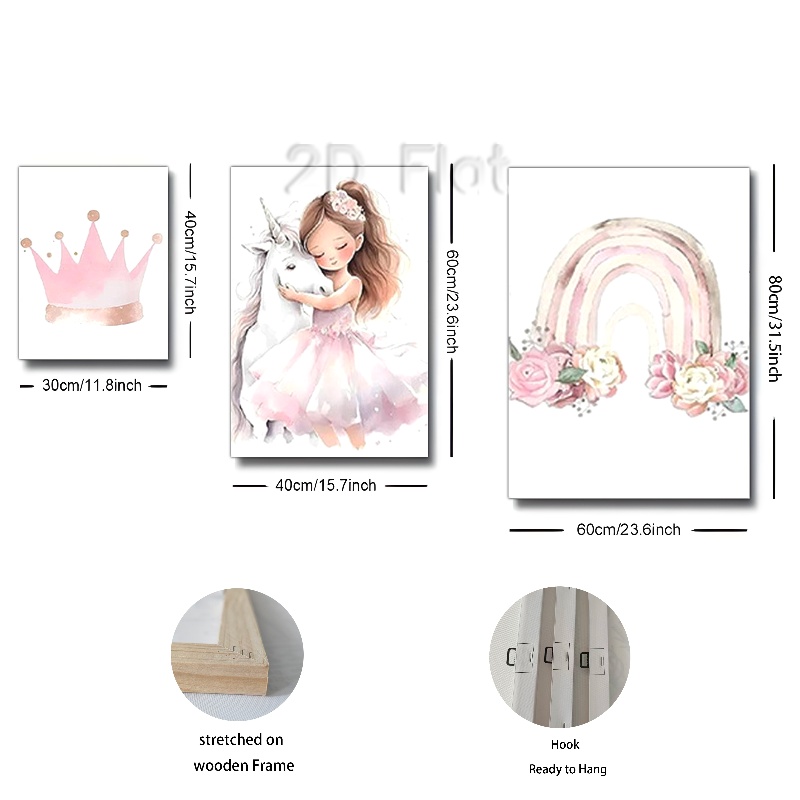 2D Flat
40cm/15.7inch
30cm/11.8inch
60cm/23.6inch
40cm/15.7inch
80cm/31.5inch
60cm/23.6inch
stretched on
wooden Frame
Hook
Ready to Hang